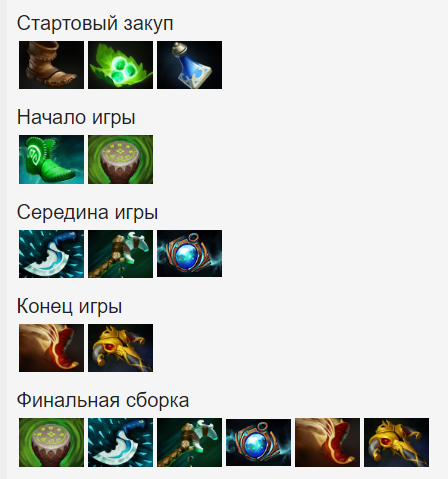 Стартовый закуп
Начало игры
Середина игры
Конец игры
Финальная сборка